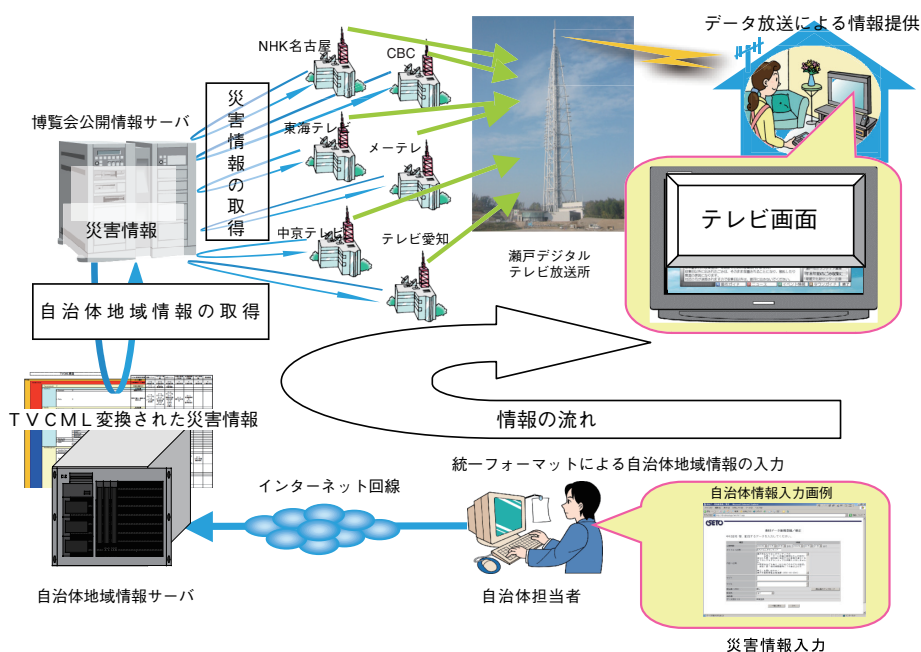 データ放送による情報提供
NHK名古屋
CBC
災害情報の取得
博覧会公開情報サーバ
東海テレビ
メーテレ
災害情報
中京テレビ
テレビ愛知
テレビ画面
瀬戸デジタル
テレビ放送所
自治体地域情報の取得
TVCML変換された災害情報
情報の流れ
統一フォーマットによる自治体地域情報の入力
インターネット回線
自治体情報入力画例
自治体地域情報サーバ
自治体担当者
災害情報入力